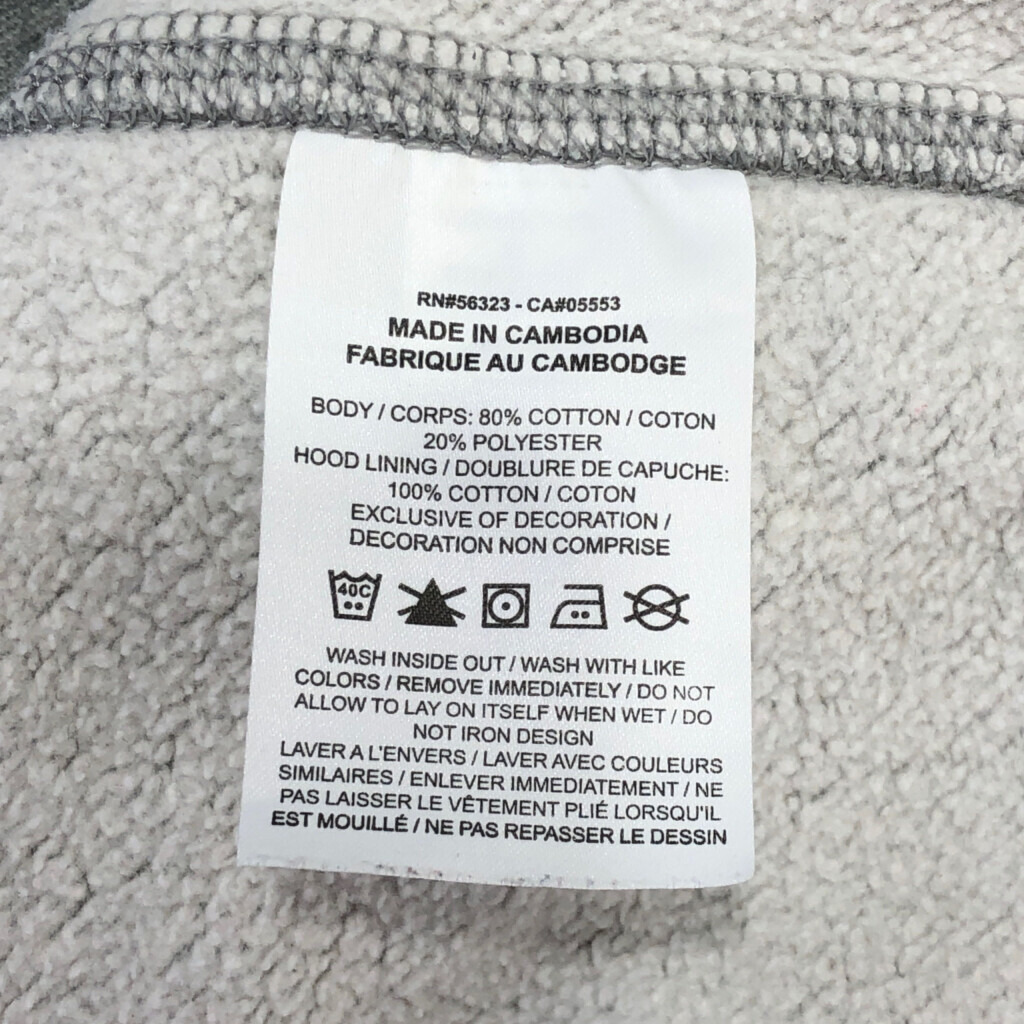 RN#56323 - CA#05553
MADE IN CAMBODIA
FABRIQUE AU CAMBODGE
BODY / CORPS: 80% COTTON / COTON
20% POLYESTER
HOOD LINING / DOUBLURE DE CAPUCHE:
100% COTTON / COTON
EXCLUSIVE OF DECORATION /
DECORATION NON COMPRISE
40C
WASH INSIDE OUT / WASH WITH LIKE
COLORS / REMOVE IMMEDIATELY / DO NOT
ALLOW TO LAY ON ITSELF WHEN WET / DO
NOT IRON DESIGN
LAVER A L'ENVERS / LAVER AVEC COULEURS
SIMILAIRES / ENLEVER IMMEDIATEMENT / NE
PAS LAISSER LE VÊTEMENT PLIÉ LORSQU'IL
EST MOUILLÉ / NE PAS REPASSER LE DESSIN